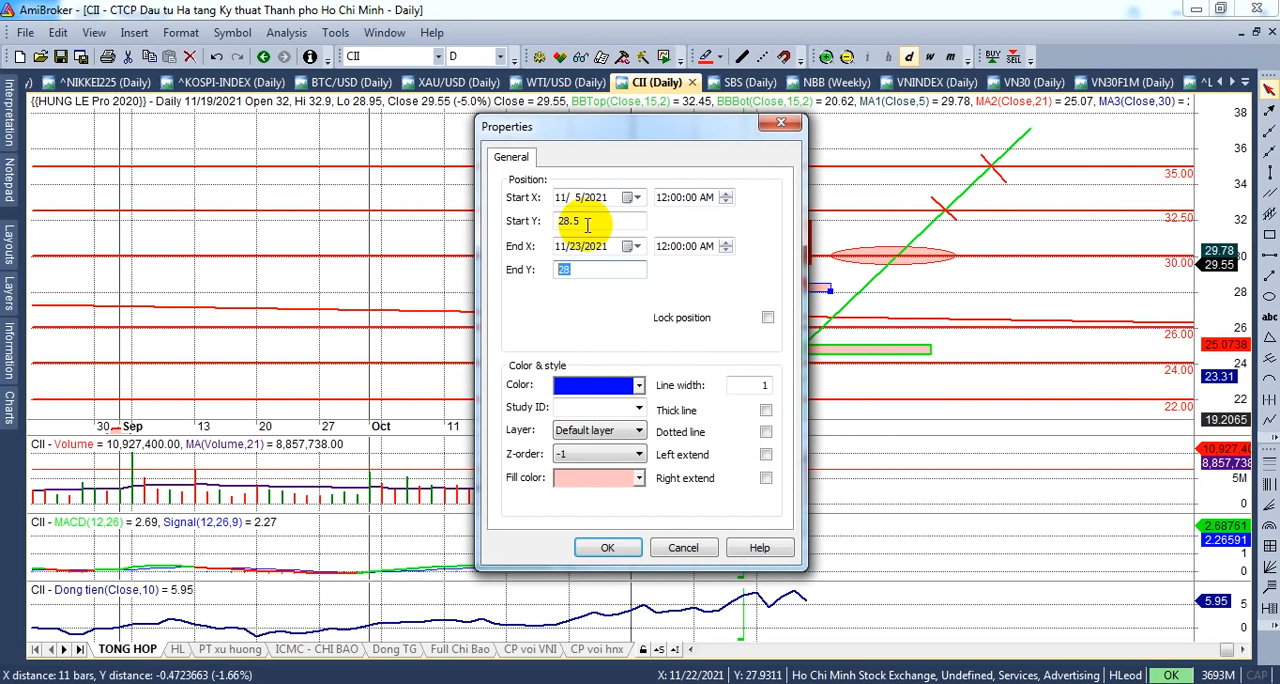 AmiBroker - [CII - CTCP Dau tu Ha tang Ky thuat Thanh pho Ho Chi Minh - Daily]
File Edit View Insert Format Symbol Analysis Tools Window Help
CII D d w m BUY SELL
^NIKKEI225 (Daily) ^KOSPI-INDEX (Daily) BTC/USD (Daily) XAU/USD (Daily) WTI/USD (Daily) CII (Daily) SBS (Daily) NBB (Weekly) VNINDEX (Daily) VN30 (Daily) VN30F1M (Daily)
{{HUNG LE Pro 2020}} - Daily 11/19/2021 Open 32, Hi 32.9, Lo 28.95, Close 29.55 (-5.0%) Close = 29.55, BBTop(Close,15,2) = 32.45, BBBot(Close,15,2) = 20.62, MA1(Close,5) = 29.78, MA2(Close,21) = 25.07, MA3(Close,30) = 2
Interpretation
Notepad
Layouts
Layers
Information
Charts
Properties
General
Position:
Start X: 11/ 5/2021 12:00:00 AM
Start Y: 28.5
End X: 11/23/2021 12:00:00 AM
End Y: 28
Lock position
Color & style
Color: Line width: 1
Study ID: Thick line
Layer: Default layer Dotted line
Z-order: -1 Left extend
Fill color: Right extend
OK Cancel Help
38
36
35.00
34
32.50
32
30
30.00
29.78
29.55
28
26.00
26
25.0738
24
24.00
23.31
22
22.00
19.2065
abc
30 Sep 13 20 27 Oct 11
CII - Volume = 10,927,400.00, MA(Volume,21) = 8,857,738.00
10,927,40
8,857,738
5M
0
CII - MACD(12,26) = 2.69, Signal(12,26,9) = 2.27
2.68761
2.26591
1
0
CII - Dong tien(Close,10) = 5.95
5.95
5
0
TONG HOP HL PT xu huong ICMC - CHI BAO Dong TG Full Chi Bao CP voi VNI CP voi hnx
X distance: 11 bars, Y distance: -0.4723663 (-1.66%) X: 11/22/2021 Y: 27.9311 Ho Chi Minh Stock Exchange, Undefined, Services, Advertising HLeod OK 3693M CAP